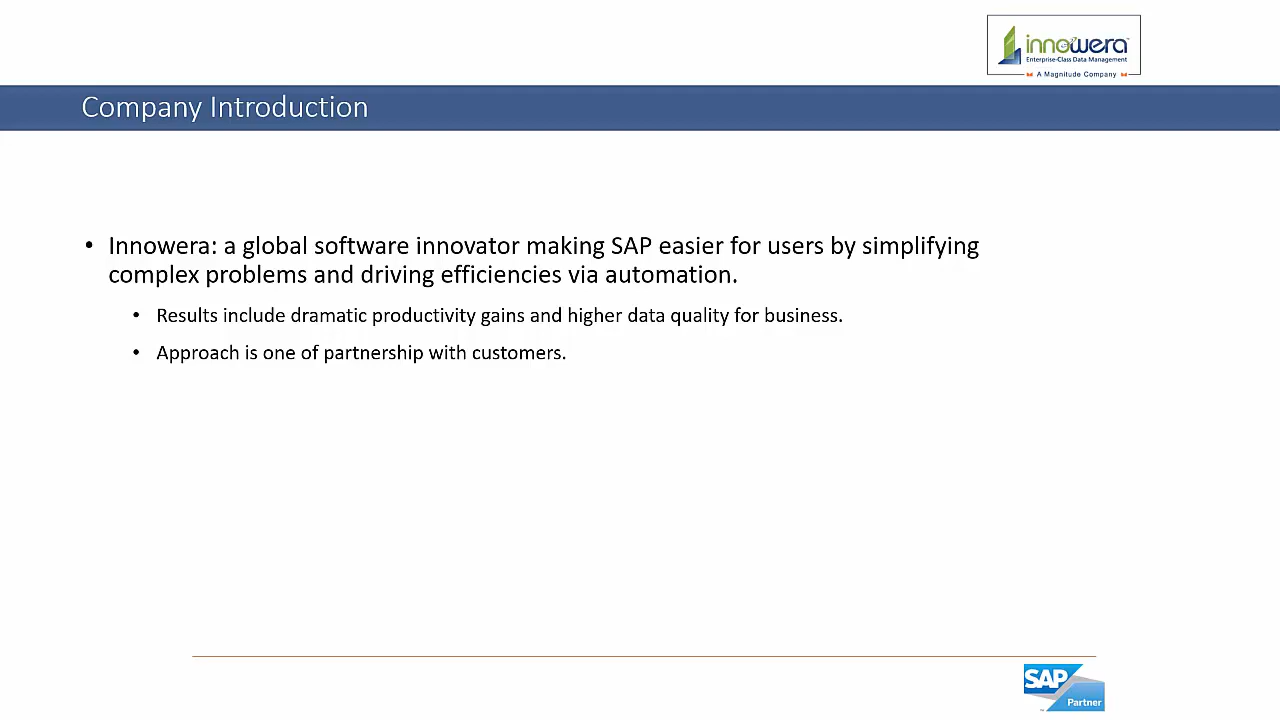 innowera™
Enterprise-Class Data Management
A Magnitude Company
Company Introduction
• Innowera: a global software innovator making SAP easier for users by simplifying
complex problems and driving efficiencies via automation.
• Results include dramatic productivity gains and higher data quality for business.
• Approach is one of partnership with customers.
SAP
Partner